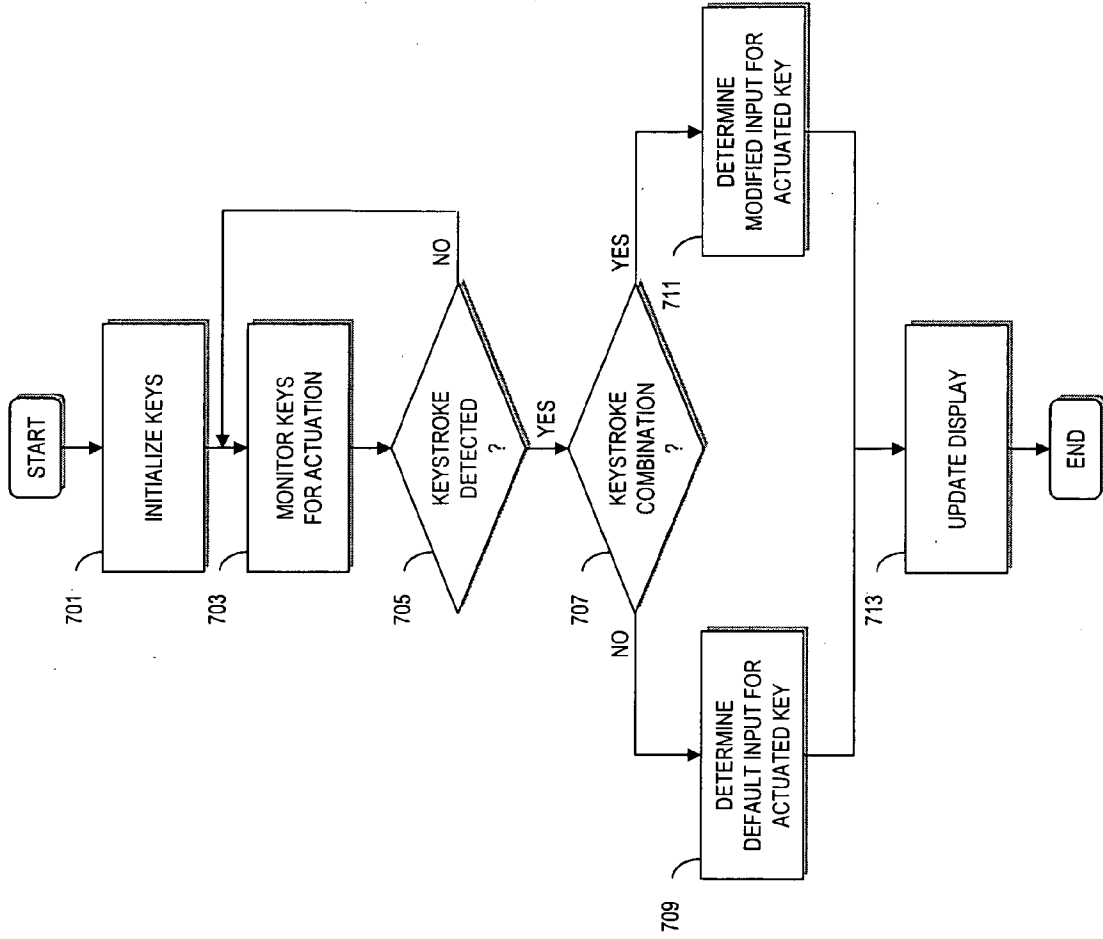 START
701
INITIALIZE KEYS
703
MONITOR KEYS
FOR ACTUATION
705
KEYSTROKE
DETECTED
?
NO
YES
707
KEYSTROKE
COMBINATION
?
NO
YES
709
DETERMINE
DEFAULT INPUT FOR
ACTUATED KEY
711
DETERMINE
MODIFIED INPUT FOR
ACTUATED KEY
713
UPDATE DISPLAY
END